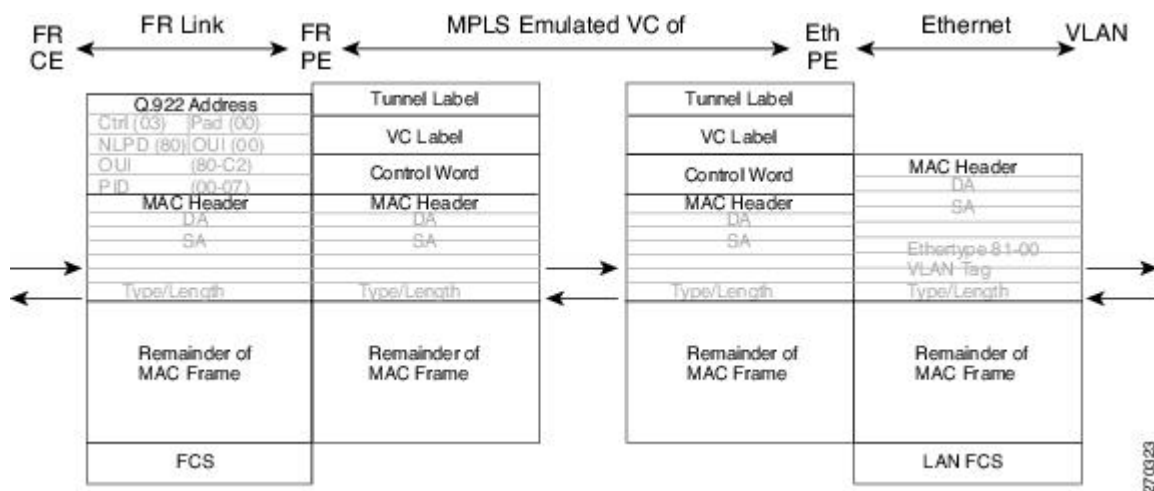 FR CE
FR Link
FR PE
MPLS Emulated VC of
Eth PE
Ethernet
VLAN
Q.922 Address
Ctrl (03) Pad (00)
NLPD (80) OUI (00)
OUI (80-C2)
PID (00-07)
MAC Header
DA
SA
Type/Length
Remainder of
MAC Frame
FCS
Tunnel Label
VC Label
Control Word
MAC Header
DA
SA
Type/Length
Remainder of
MAC Frame
Tunnel Label
VC Label
Control Word
MAC Header
DA
SA
Type/Length
Remainder of
MAC Frame
MAC Header
DA
SA
Ethertype 81-00
VLAN Tag
Type/Length
Remainder of
MAC Frame
LAN FCS
270323